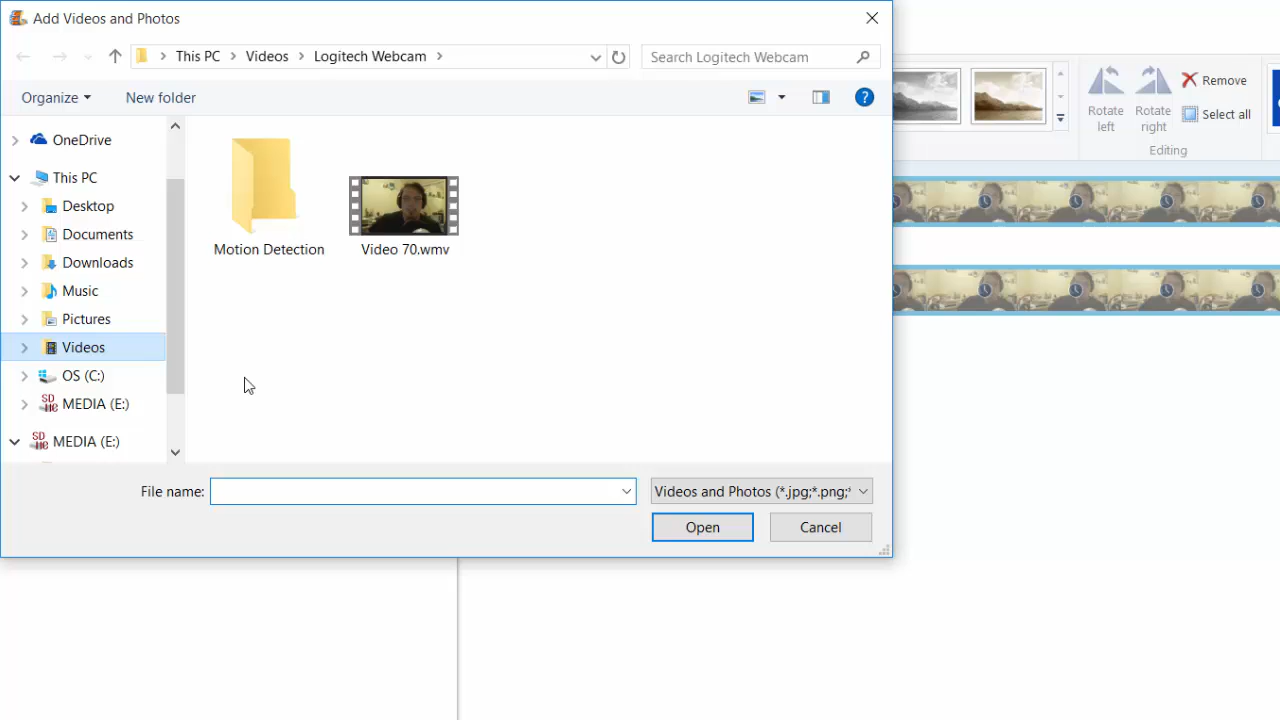 Add Videos and Photos
This PC Videos Logitech Webcam
Search Logitech Webcam
Organize
New folder
?
OneDrive
This PC
Desktop
Documents
Downloads
Music
Pictures
Videos
OS (C:)
MEDIA (E:)
MEDIA (E:)
Motion Detection
Video 70.wmv
File name:
Videos and Photos (*.jpg;*.png;*
Open
Cancel
Rotate left
Rotate right
Remove
Select all
Editing